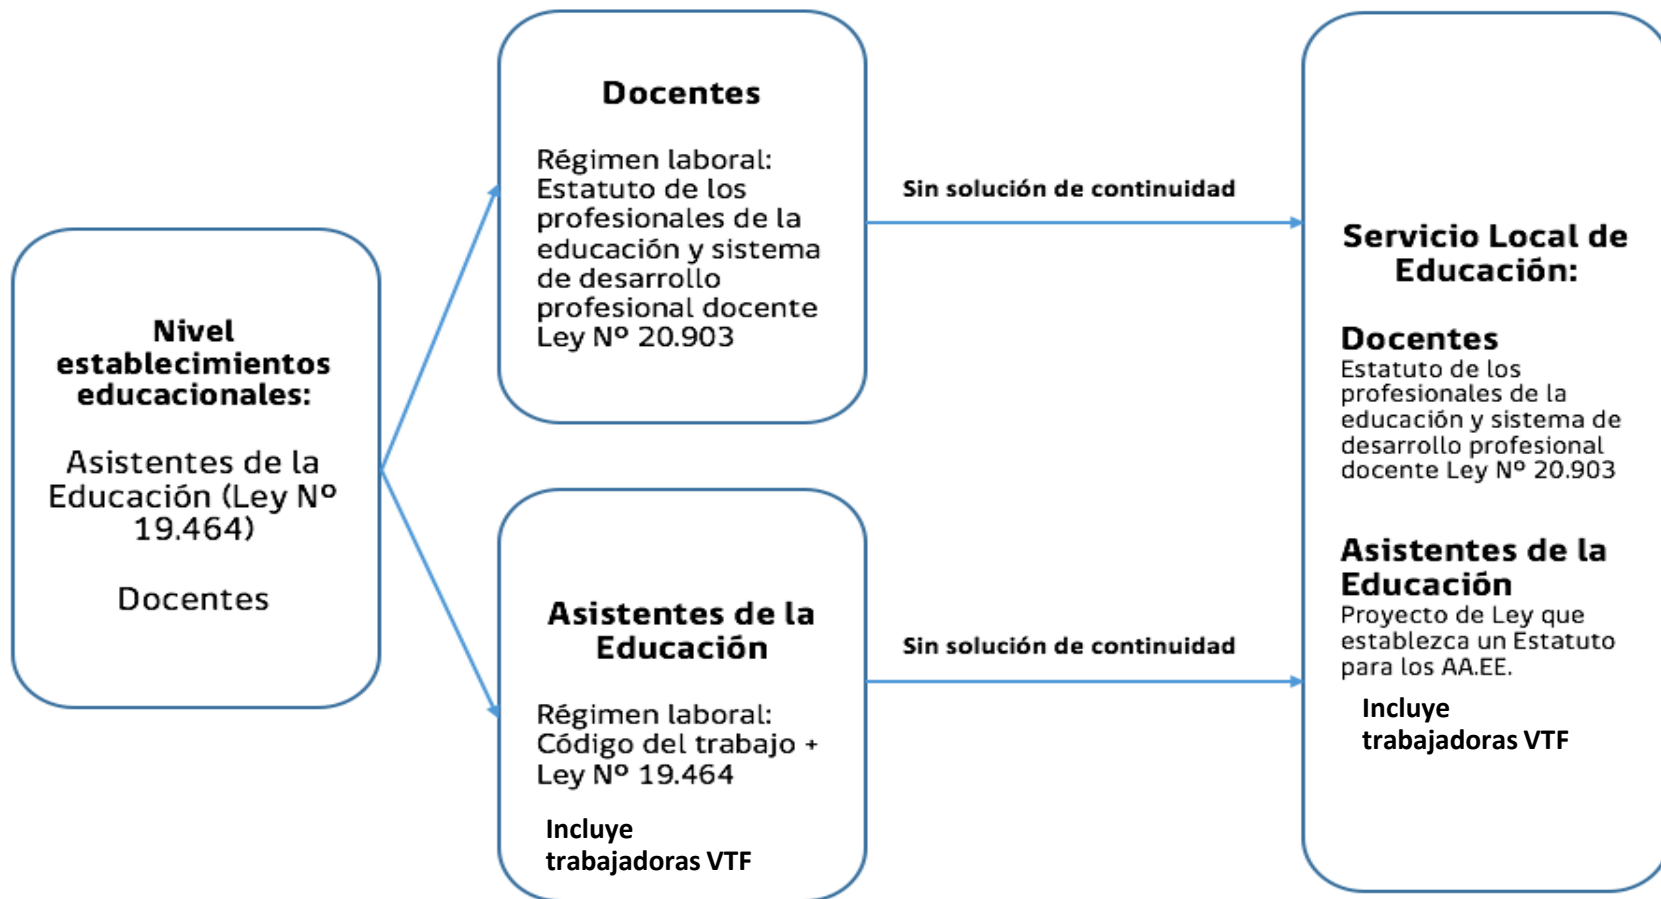 Nivel
establecimientos
educacionales:
Asistentes de la
Educación (Ley Nº
19.464)
Docentes
Docentes
Régimen laboral:
Estatuto de los
profesionales de la
educación y sistema
de desarrollo
profesional docente
Ley Nº 20.903
Asistentes de la
Educación
Régimen laboral:
Código del trabajo +
Ley Nº 19.464
Incluye
trabajadoras VTF
Sin solución de continuidad
Sin solución de continuidad
Servicio Local de
Educación:
Docentes
Estatuto de los
profesionales de la
educación y sistema de
desarrollo profesional
docente Ley Nº 20.903
Asistentes de la
Educación
Proyecto de Ley que
establezca un Estatuto
para los AA.EE.
Incluye
trabajadoras VTF